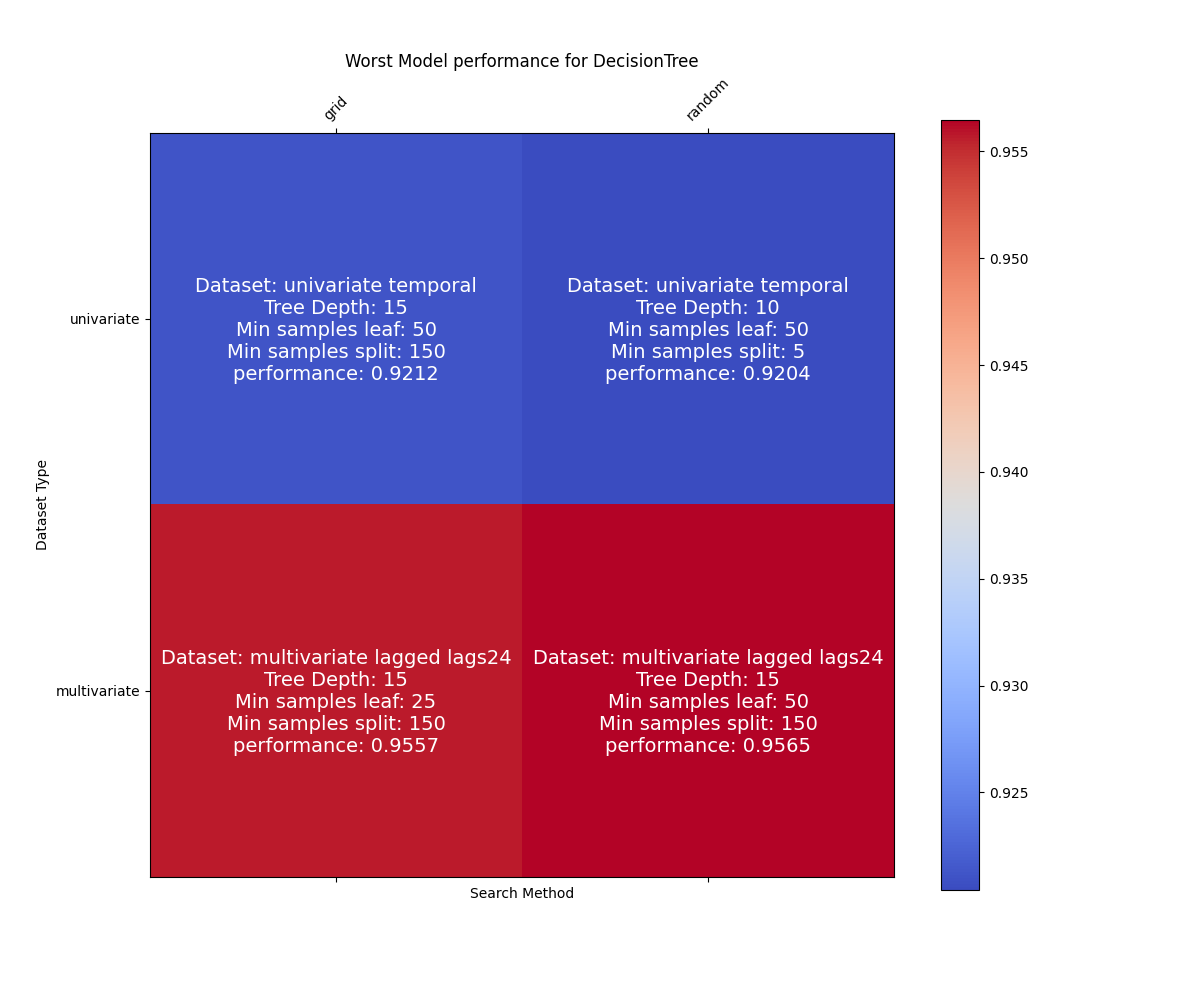 Worst Model performance for DecisionTree
grid
random
univariate
Dataset: univariate temporal
Tree Depth: 15
Min samples leaf: 50
Min samples split: 150
performance: 0.9212
Dataset: univariate temporal
Tree Depth: 10
Min samples leaf: 50
Min samples split: 5
performance: 0.9204
Dataset Type
multivariate
Dataset: multivariate lagged lags24
Tree Depth: 15
Min samples leaf: 25
Min samples split: 150
performance: 0.9557
Dataset: multivariate lagged lags24
Tree Depth: 15
Min samples leaf: 50
Min samples split: 150
performance: 0.9565
Search Method
0.955
0.950
0.945
0.940
0.935
0.930
0.925